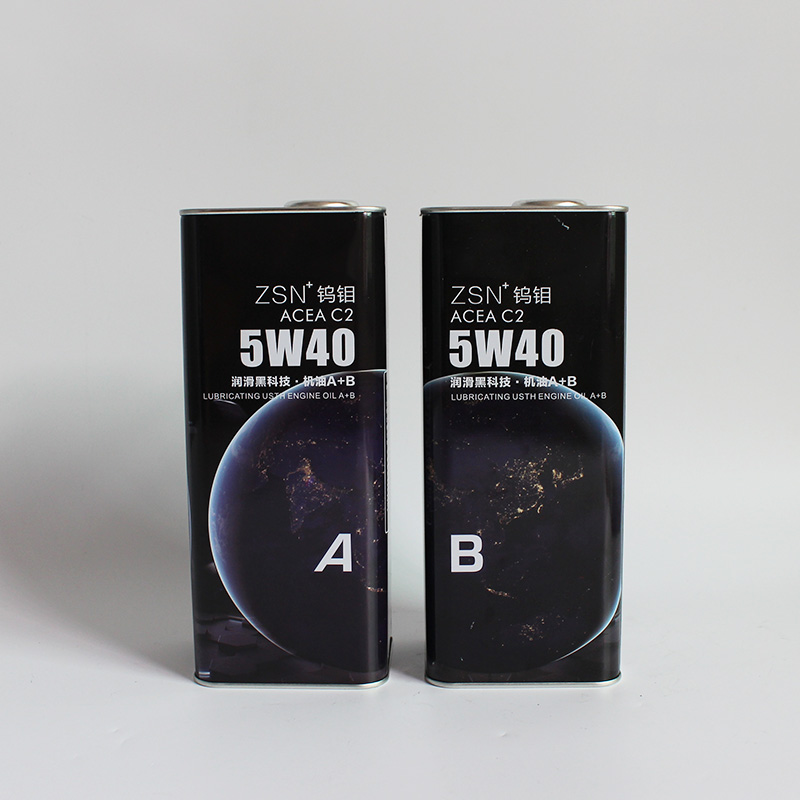 ZSN+钨钼
ACEA C2
5W40
润滑黑科技·机油A+B
LUBRICATING USTH ENGINE OIL A+B
A
ZSN+钨钼
ACEA C2
5W40
润滑黑科技·机油A+B
LUBRICATING USTH ENGINE OIL A+B
B